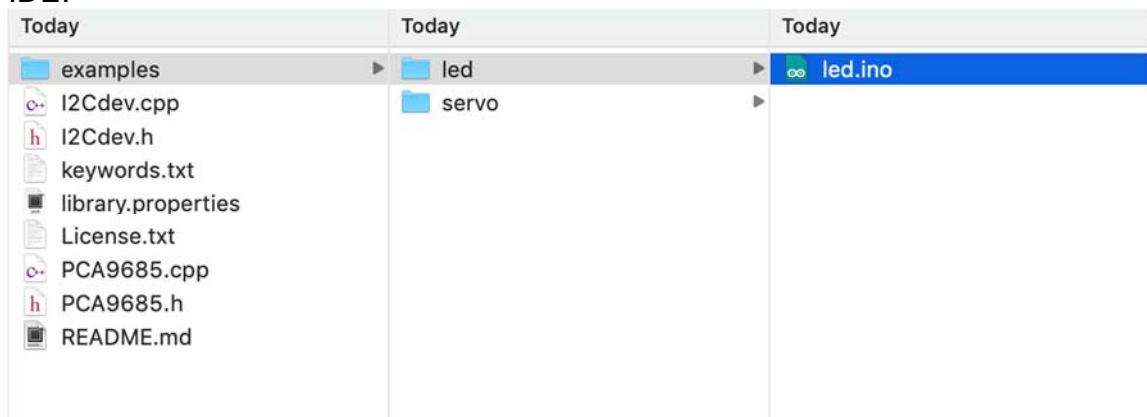 IDE.
Today
examples
I2Cdev.cpp
I2Cdev.h
keywords.txt
library.properties
License.txt
PCA9685.cpp
PCA9685.h
README.md
Today
led
servo
Today
led.ino